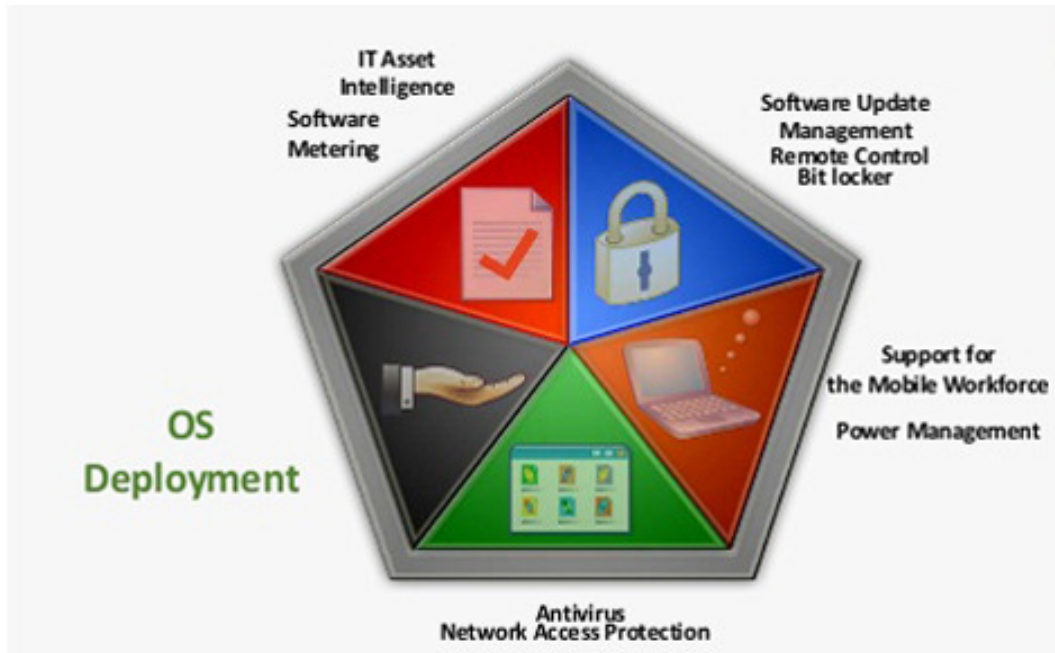 IT Asset
Intelligence
Software
Metering
Software Update
Management
Remote Control
Bit locker
Support for
the Mobile Workforce
Power Management
OS
Deployment
Antivirus
Network Access Protection